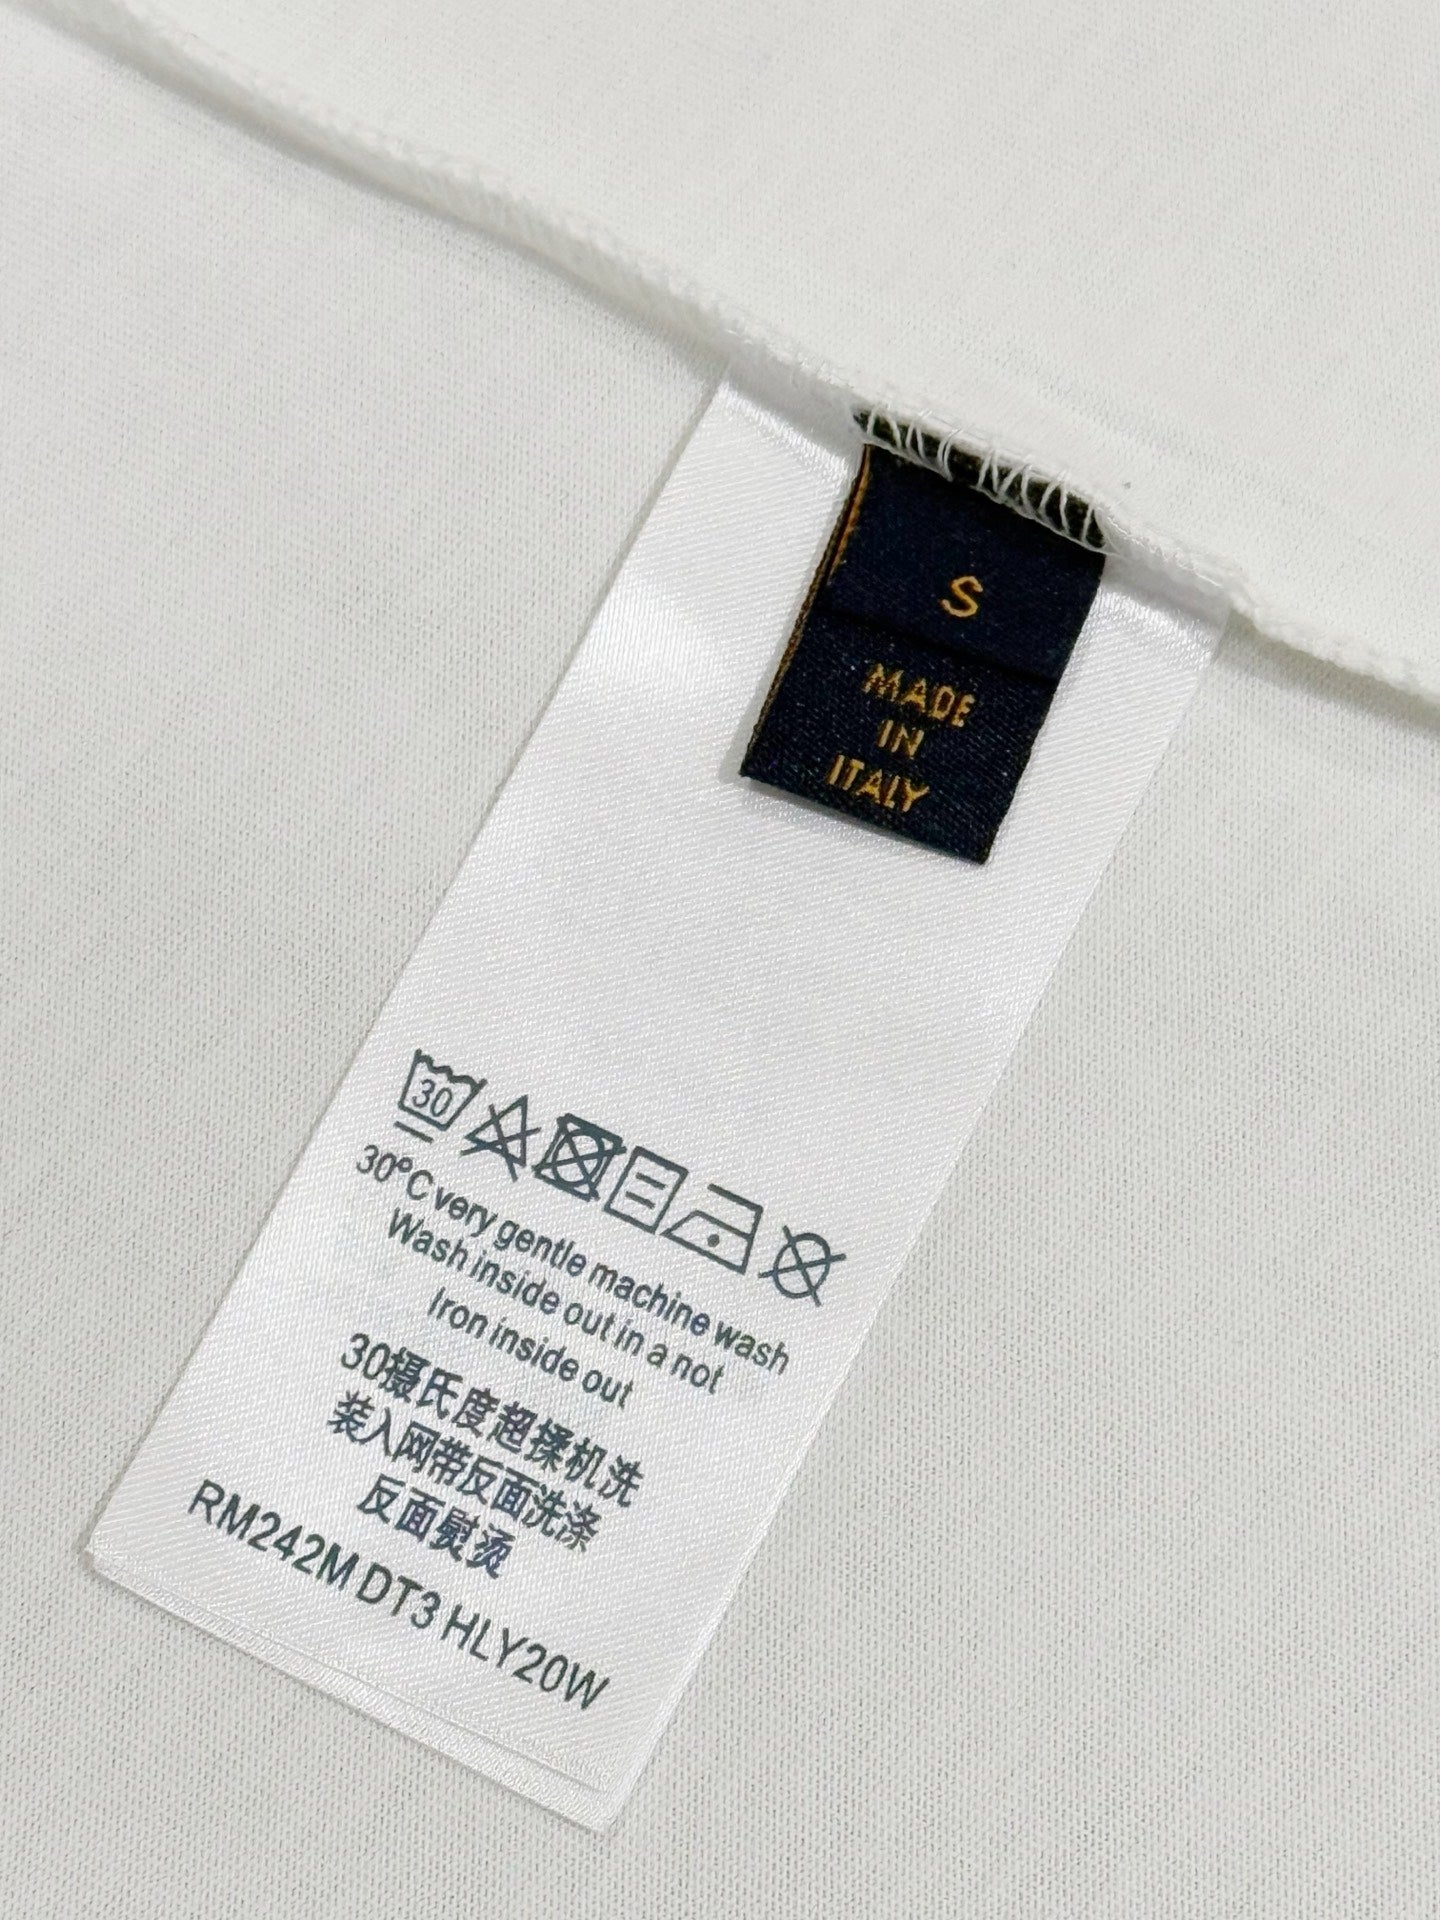 S
MADE
IN
ITALY
30
30°C very gentle machine wash
Wash inside out in a not
Iron inside out
30摄氏度超揉机洗
装入网带反面洗涤
反面熨烫
RM242M DT3 HLY20W